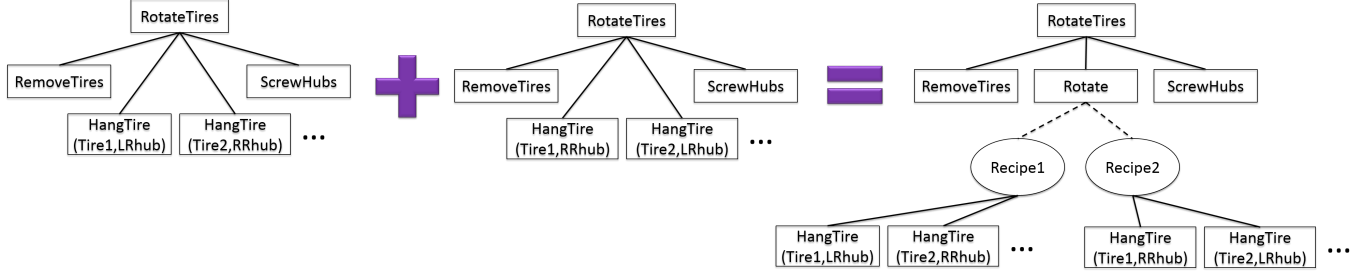 RotateTires
RemoveTires
ScrewHubs
HangTire
(Tire1,LRhub)
HangTire
(Tire2,RRhub)
...
RotateTires
RemoveTires
ScrewHubs
HangTire
(Tire1,RRhub)
HangTire
(Tire2,LRhub)
...
RotateTires
RemoveTires
Rotate
ScrewHubs
Recipe1
Recipe2
HangTire
(Tire1,LRhub)
HangTire
(Tire2,RRhub)
...
HangTire
(Tire1,RRhub)
HangTire
(Tire2,LRhub)
...